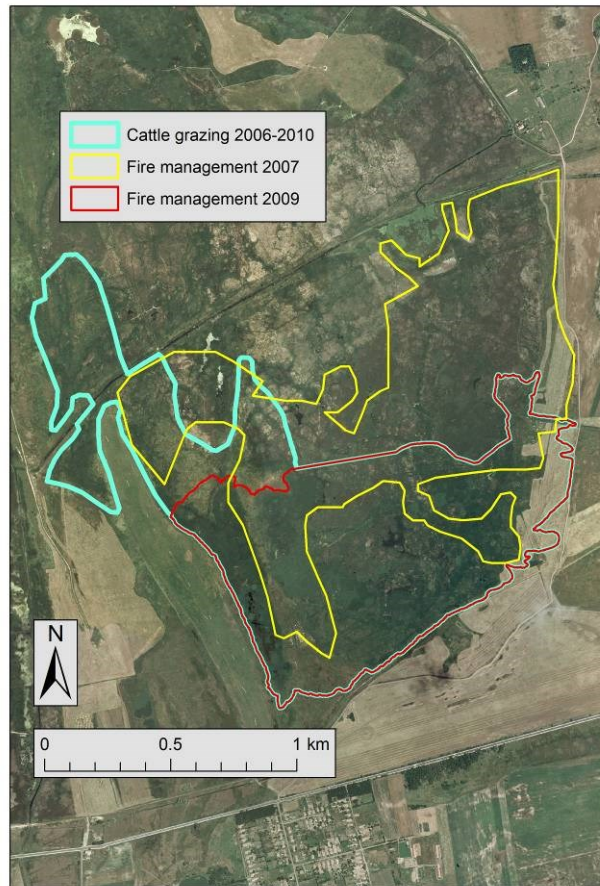 Cattle grazing 2006-2010
Fire management 2007
Fire management 2009
N
0 0.5 1 km